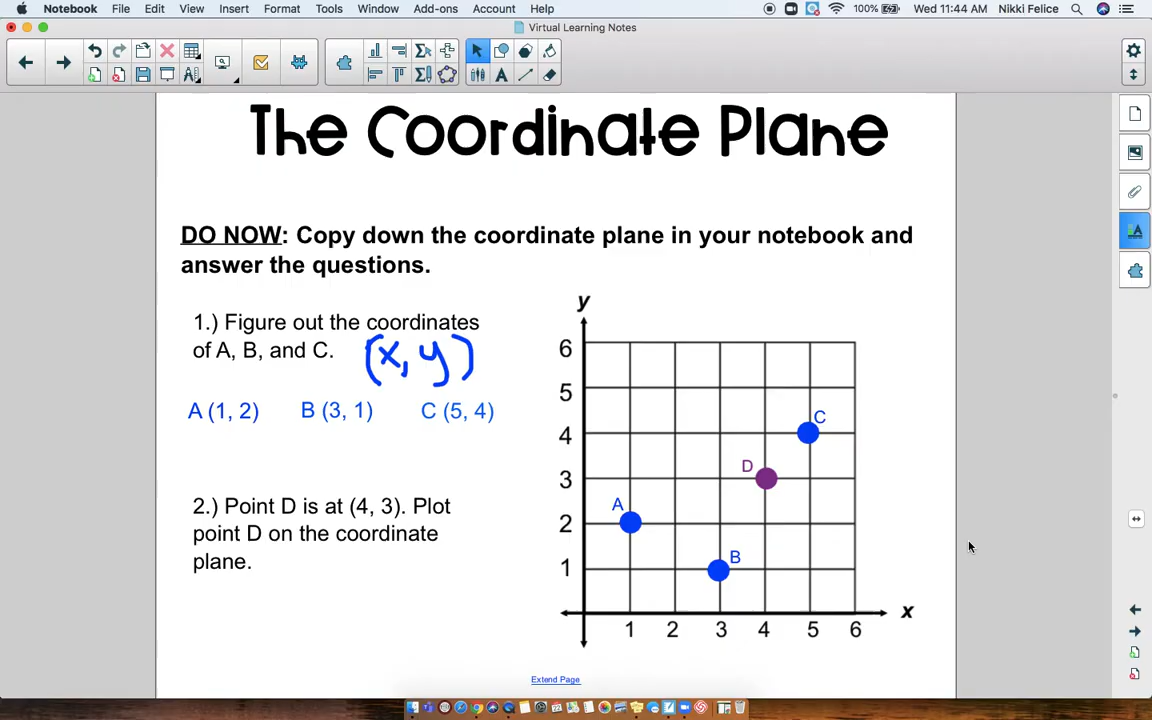 Notebook File Edit View Insert Format Tools Window Add-ons Account Help 100% Wed 11:44 AM Nikki Felice
Virtual Learning Notes
The Coordinate Plane
DO NOW: Copy down the coordinate plane in your notebook and
answer the questions.
1.) Figure out the coordinates
of A, B, and C. (x, y)
A (1, 2) B (3, 1) C (5, 4)
2.) Point D is at (4, 3). Plot
point D on the coordinate
plane.
y
6
5
C
4
D
3
A
2
B
1
x
1 2 3 4 5 6
Extend Page